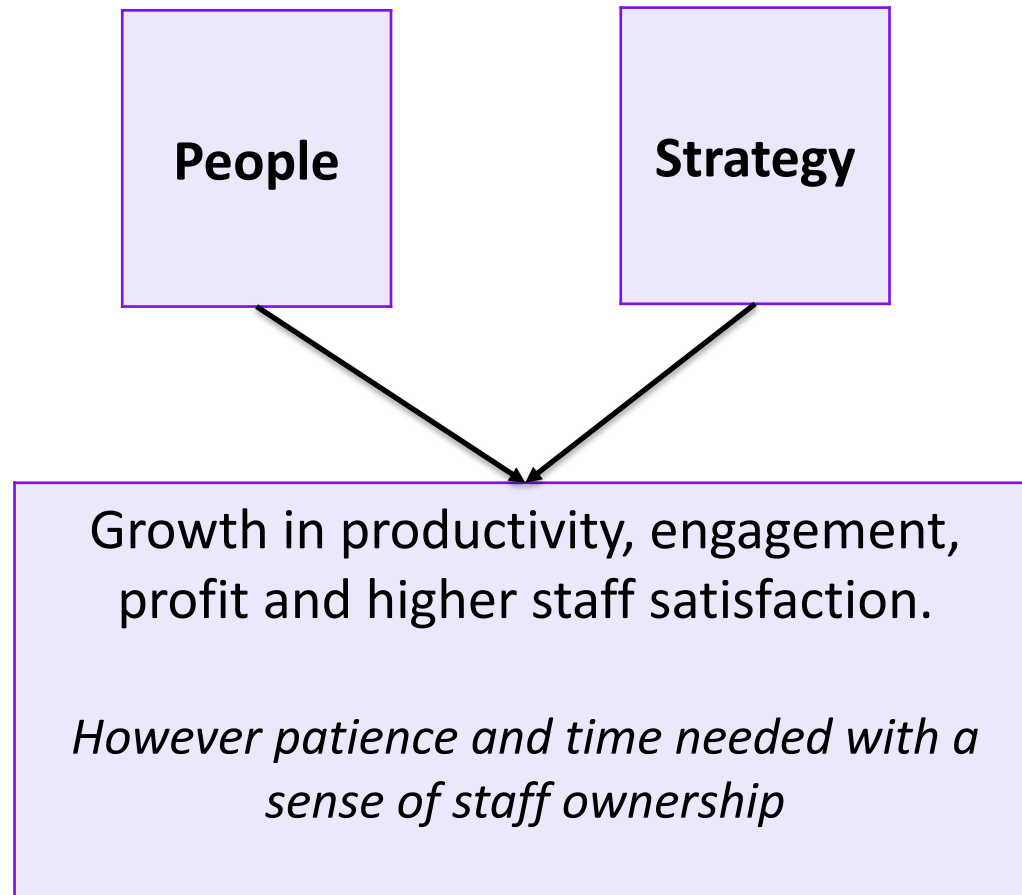 People
Strategy
Growth in productivity, engagement,
profit and higher staff satisfaction.
However patience and time needed with a
sense of staff ownership